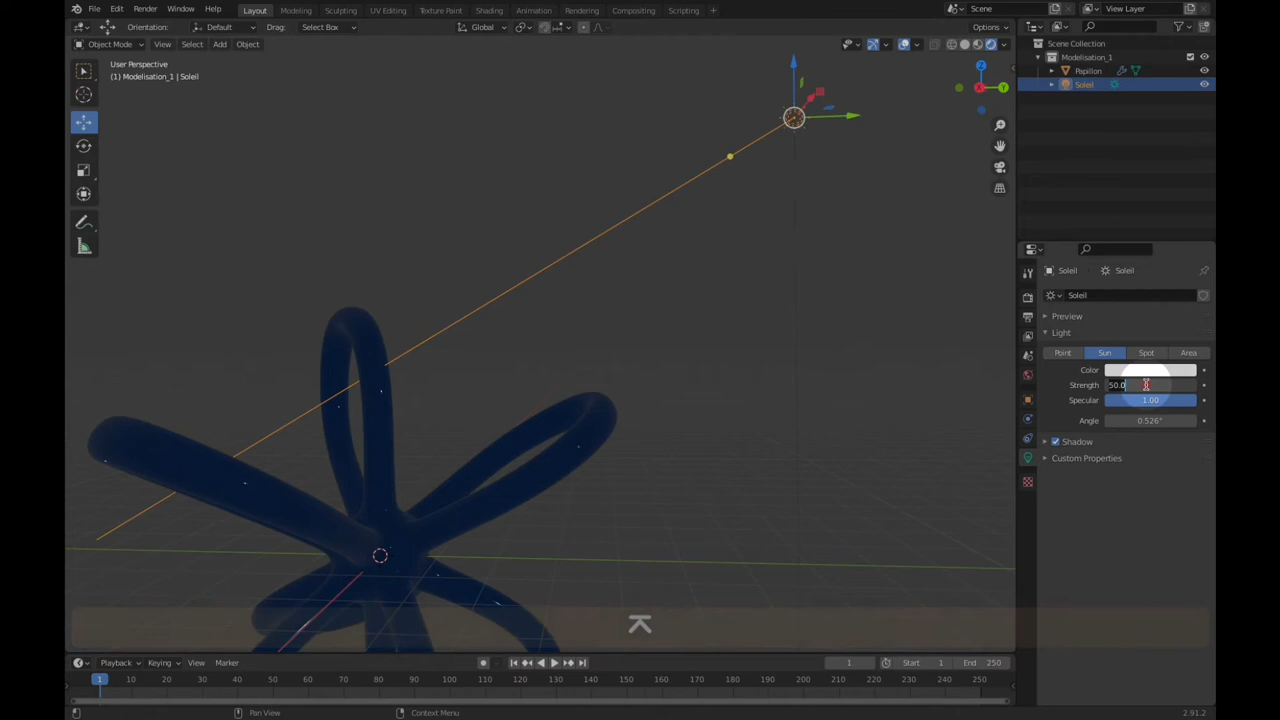 File Edit Render Window Help Layout Modeling Sculpting UV Editing Texture Paint Shading Animation Rendering Compositing Scripting + Scene View Layer
Orientation: Default Drag: Select Box Global Options
Object Mode View Select Add Object
User Perspective
(1) Modelisation_1 | Soleil
Z
X
Y
Scene Collection
Modelisation_1
Papillon
Soleil
Soleil Soleil
Soleil
Preview
Light
Point Sun Spot Area
Color
Strength 50.0
Specular 1.00
Angle 0.526°
Shadow
Custom Properties
Playback Keying View Marker 1 Start 1 End 250
1 10 20 30 40 50 60 70 80 90 100 110 120 130 140 150 160 170 180 190 200 210 220 230 240 250
Pan View Context Menu 2.91.2